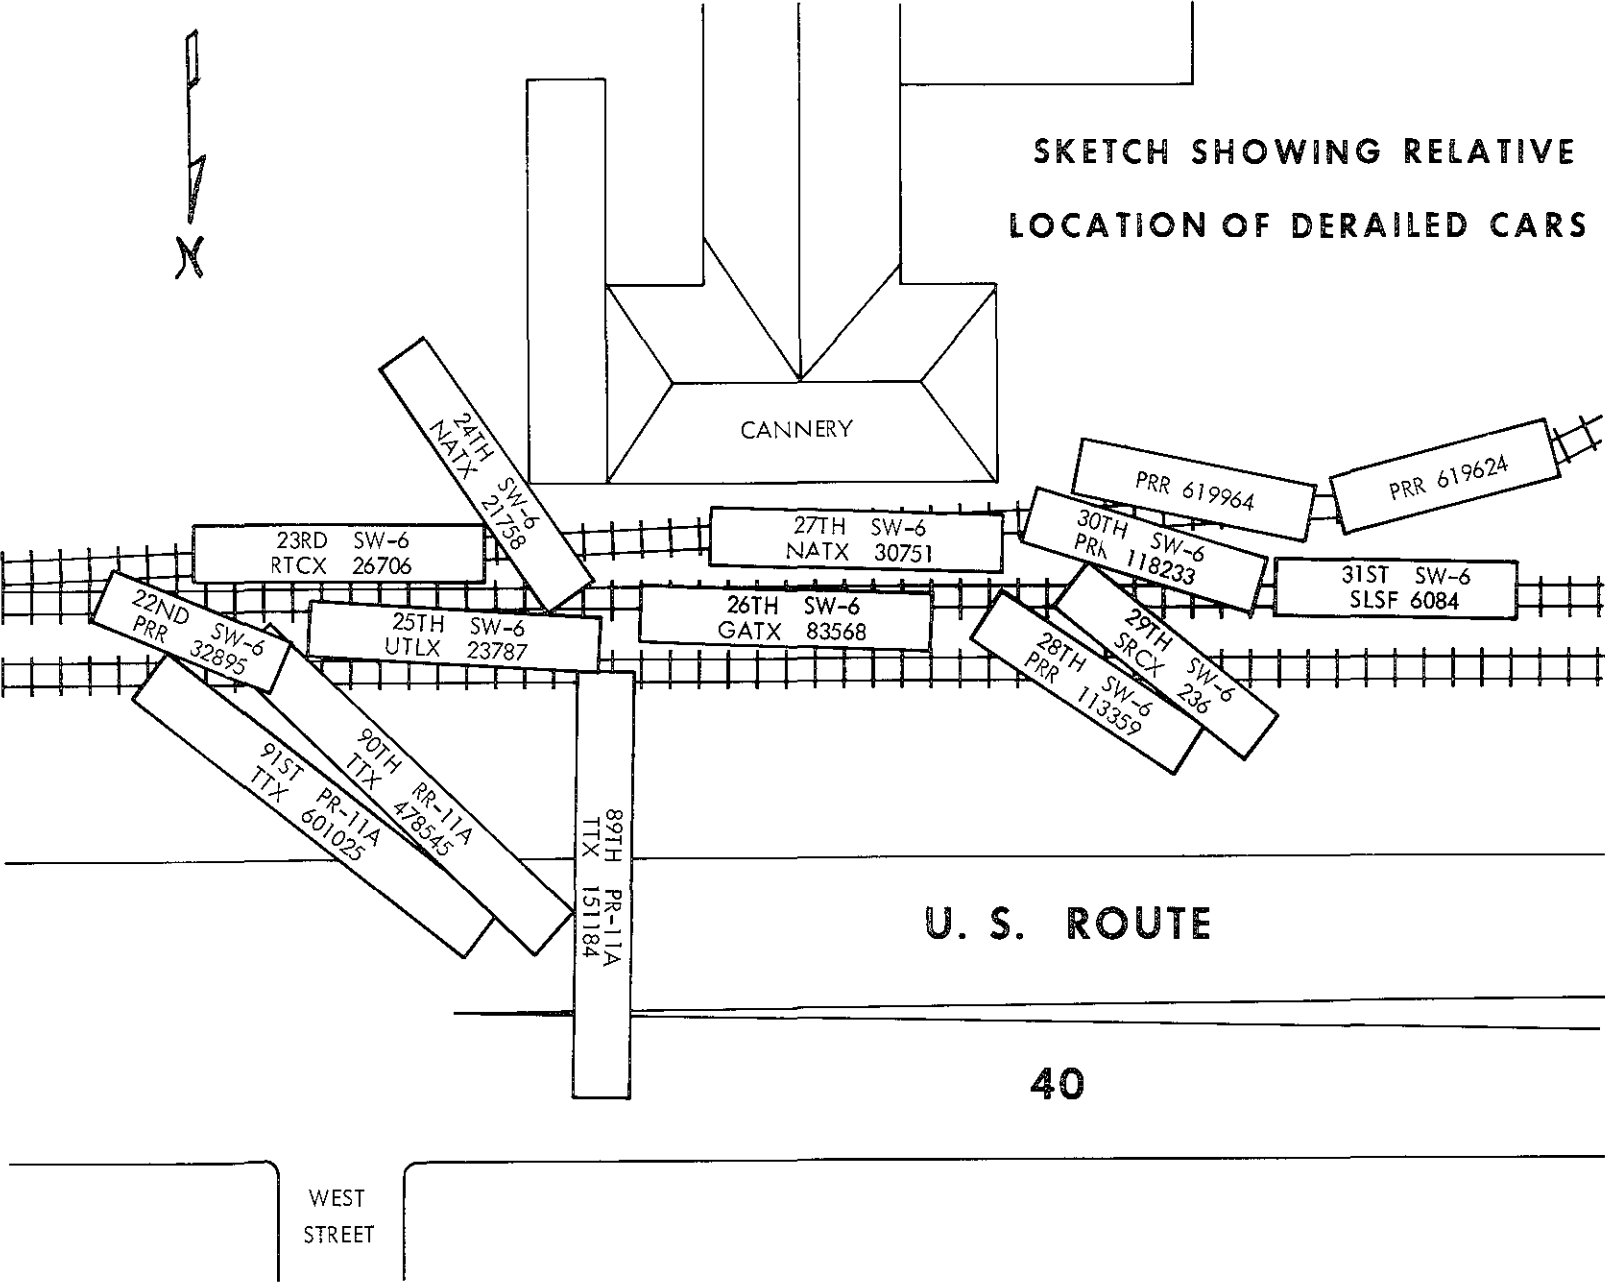 SKETCH SHOWING RELATIVE
LOCATION OF DERAILED CARS
N
CANNERY
24TH SW-6
NATX 21758
PRR 619964
PRR 619624
23RD SW-6
RTCX 26706
27TH SW-6
NATX 30751
30TH SW-6
PRR 118233
31ST SW-6
SLSF 6084
22ND SW-6
PRR 32895
25TH SW-6
UTLX 23787
26TH SW-6
GATX 83568
29TH SW-6
SRCX 236
28TH SW-6
PRR 113359
91ST PR-11A
TTX 601025
90TH RR-11A
TTX 478545
89TH PR-11A
TTX 151184
U. S. ROUTE
40
WEST
STREET